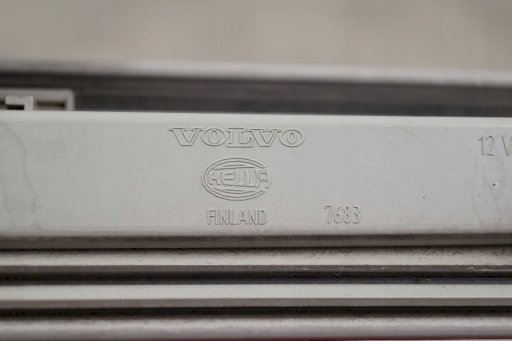 VOLVO
HELLA
FINLAND 7683
12 V